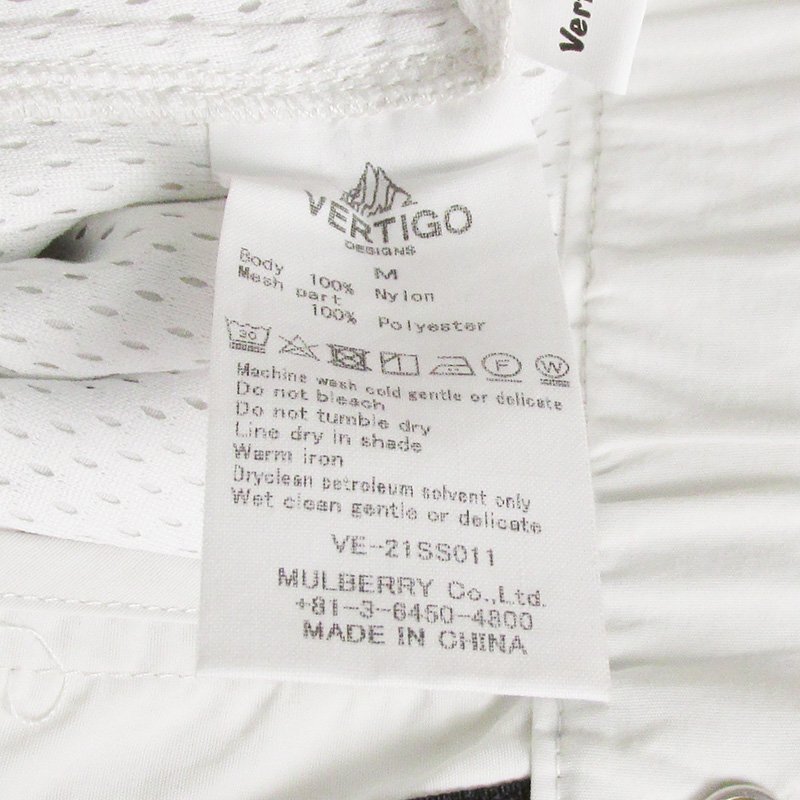 Ver
VERTIGO
DESIGNS
M
Body 100% Nylon
Mesh part
100% Polyester
30 F W
Machine wash cold gentle or delicate
Do not bleach
Do not tumble dry
Line dry in shade
Warm iron
Dryclean petroleum solvent only
Wet clean gentle or delicate
VE-21SS011
MULBERRY Co.,Ltd.
+81-3-6450-4800
MADE IN CHINA